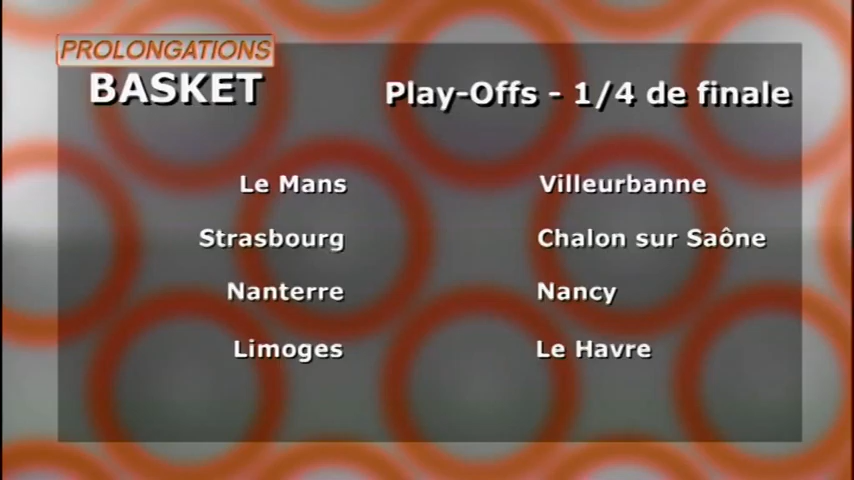 PROLONGATIONS
BASKET
Play-Offs - 1/4 de finale
Le Mans Villeurbanne
Strasbourg Chalon sur Saône
Nanterre Nancy
Limoges Le Havre